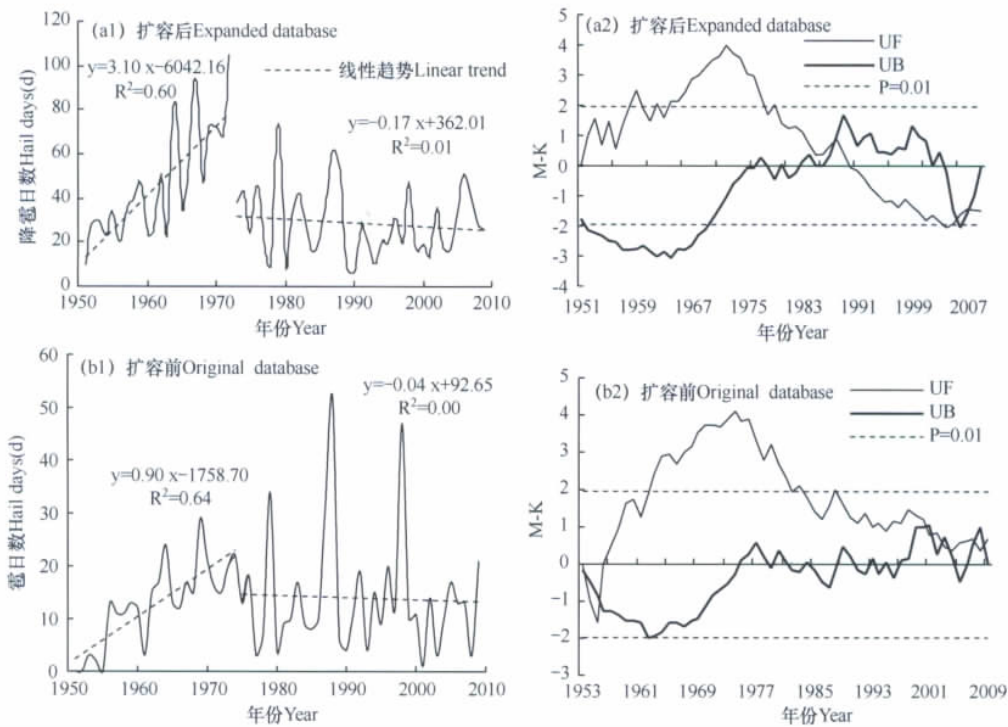 (a1) 扩容后Expanded database
y=3.10 x−6042.16
R²=0.60
线性趋势Linear trend
y=−0.17 x+362.01
R²=0.01
降雹日数Hail days(d)
120
100
80
60
40
20
0
1950 1960 1970 1980 1990 2000 2010
年份Year
(a2) 扩容后Expanded database
UF
UB
P=0.01
M-K
5
4
3
2
1
0
-1
-2
-3
-4
1951 1959 1967 1975 1983 1991 1999 2007
年份Year
(b1) 扩容前Original database
y=−0.04 x+92.65
R²=0.00
y=0.90 x−1758.70
R²=0.64
雹日数Hail days(d)
60
50
40
30
20
10
0
1950 1960 1970 1980 1990 2000 2010
年份Year
(b2) 扩容前Original database
UF
UB
P=0.01
M-K
5
4
3
2
1
0
−1
−2
−3
1953 1961 1969 1977 1985 1993 2001 2009
年份Year